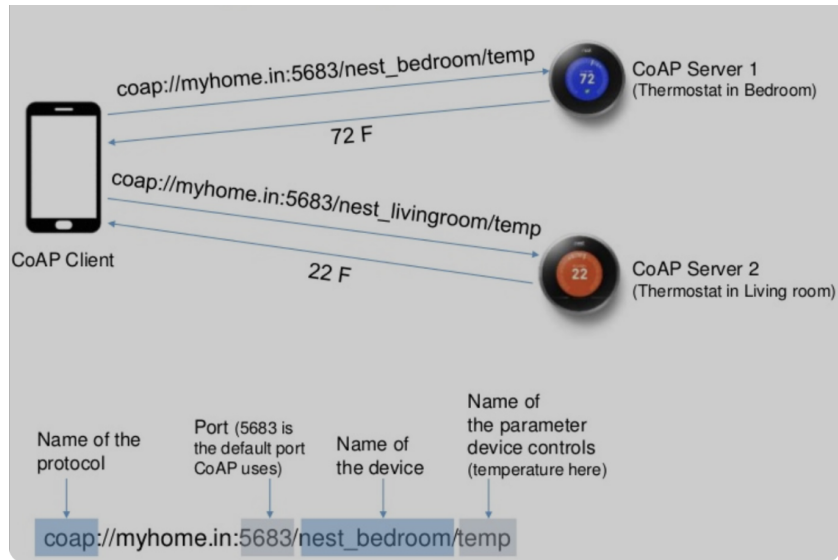 coap://myhome.in:5683/nest_bedroom/temp
72
CoAP Server 1
(Thermostat in Bedroom)
72 F
coap://myhome.in:5683/nest_livingroom/temp
CoAP Client
22 F
22
CoAP Server 2
(Thermostat in Living room)
Name of the
protocol
Port (5683 is
the default port
CoAP uses)
Name of
the device
Name of
the parameter
device controls
(temperature here)
coap://myhome.in:5683/nest_bedroom/temp